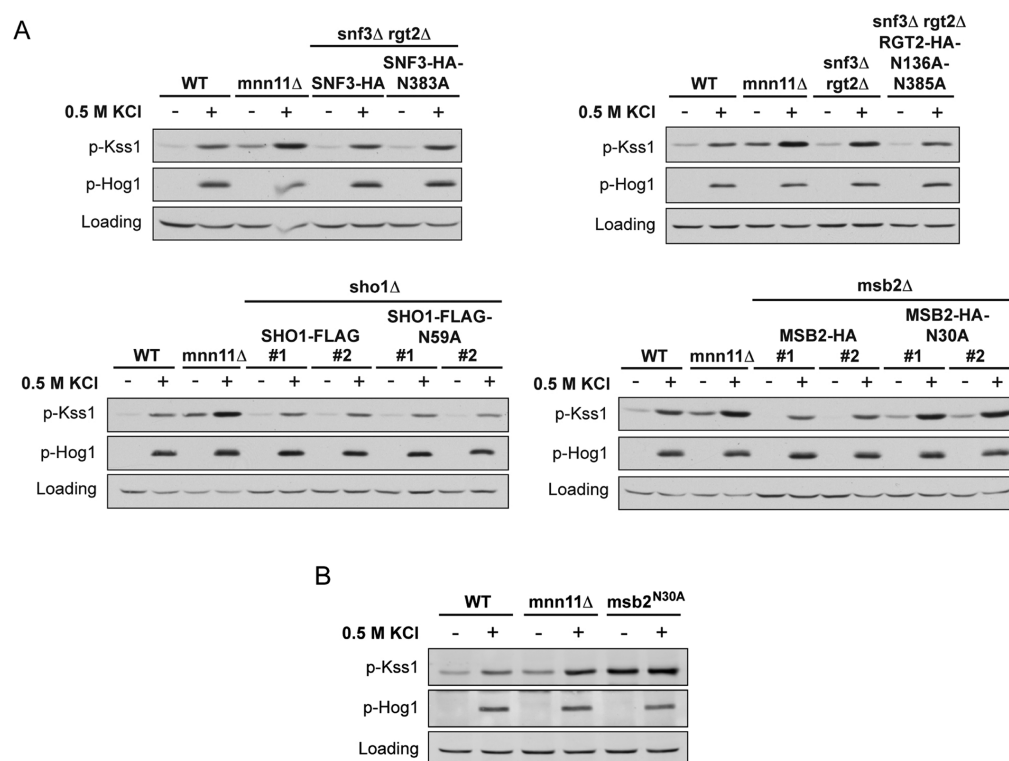 A
snf3Δ rgt2Δ
SNF3-HA-
WT mnn11Δ SNF3-HA N383A
0.5 M KCl - + - + - + - +
p-Kss1
p-Hog1
Loading
snf3Δ rgt2Δ
RGT2-HA-
snf3Δ N136A-
WT mnn11Δ rgt2Δ N385A
0.5 M KCl - + - + - + - +
p-Kss1
p-Hog1
Loading
sho1Δ
SHO1-FLAG-
SHO1-FLAG N59A
WT mnn11Δ #1 #2 #1 #2
0.5 M KCl - + - + - + - + - + - +
p-Kss1
p-Hog1
Loading
msb2Δ
MSB2-HA-
MSB2-HA N30A
WT mnn11Δ #1 #2 #1 #2
0.5 M KCl - + - + - + - + - + - +
p-Kss1
p-Hog1
Loading
B
WT mnn11Δ msb2N30A
0.5 M KCl - + - + - +
p-Kss1
p-Hog1
Loading